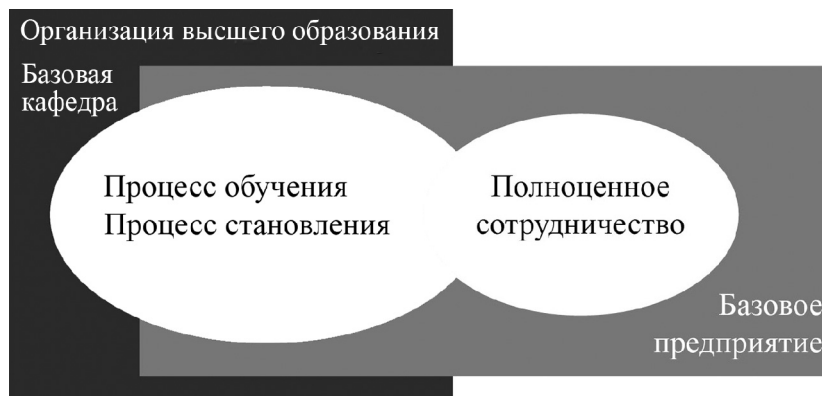 Организация высшего образования
Базовая
кафедра
Процесс обучения
Процесс становления
Полноценное
сотрудничество
Базовое
предприятие